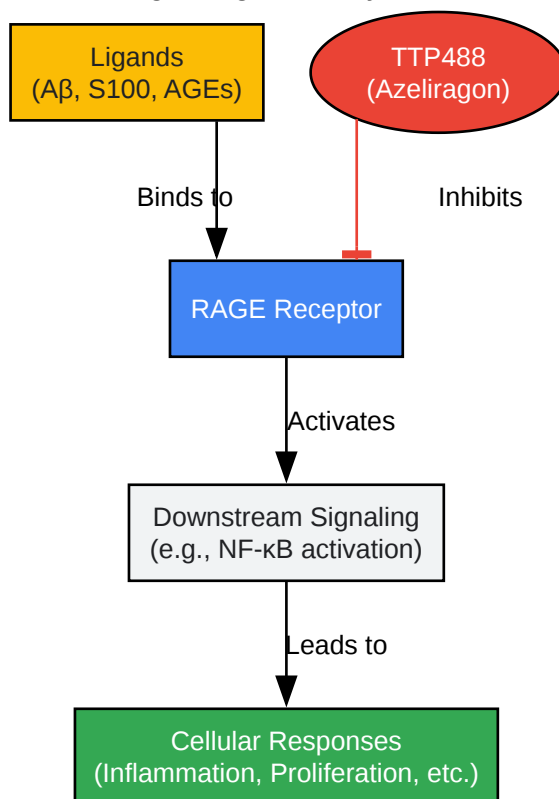 Ligands
(Aβ, S100, AGEs)
TTP488
(Azeliragon)
Binds to
Inhibits
RAGE Receptor
Activates
Downstream Signaling
(e.g., NF-κB activation)
Leads to
Cellular Responses
(Inflammation, Proliferation, etc.)